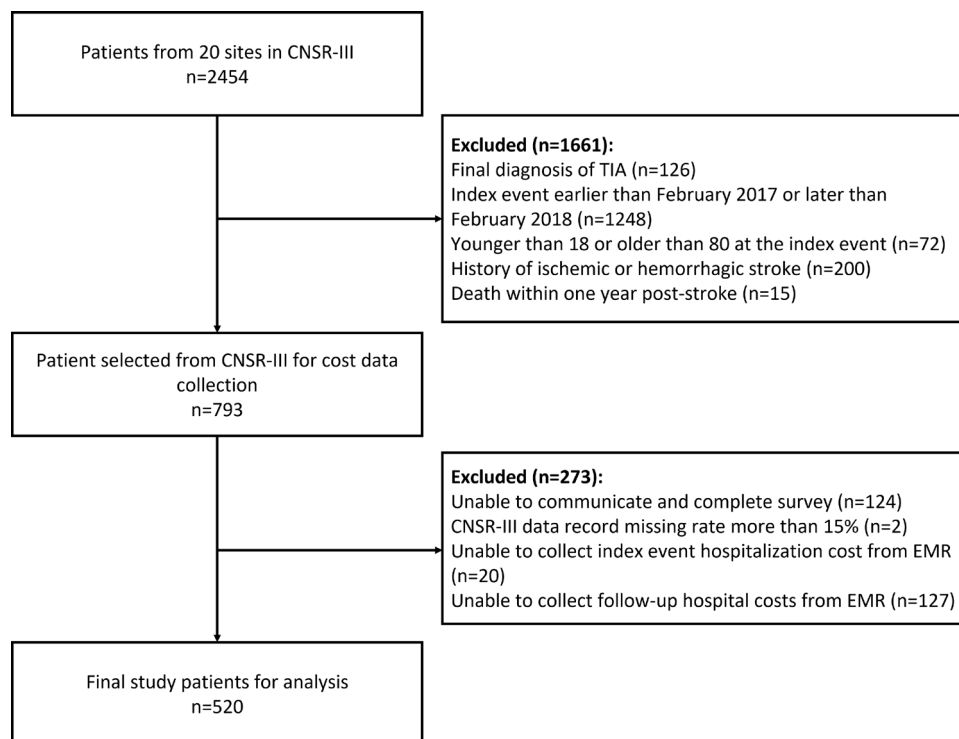 Patients from 20 sites in CNSR-III
n=2454
Excluded (n=1661):
Final diagnosis of TIA (n=126)
Index event earlier than February 2017 or later than
February 2018 (n=1248)
Younger than 18 or older than 80 at the index event (n=72)
History of ischemic or hemorrhagic stroke (n=200)
Death within one year post-stroke (n=15)
Patient selected from CNSR-III for cost data
collection
n=793
Excluded (n=273):
Unable to communicate and complete survey (n=124)
CNSR-III data record missing rate more than 15% (n=2)
Unable to collect index event hospitalization cost from EMR
(n=20)
Unable to collect follow-up hospital costs from EMR (n=127)
Final study patients for analysis
n=520